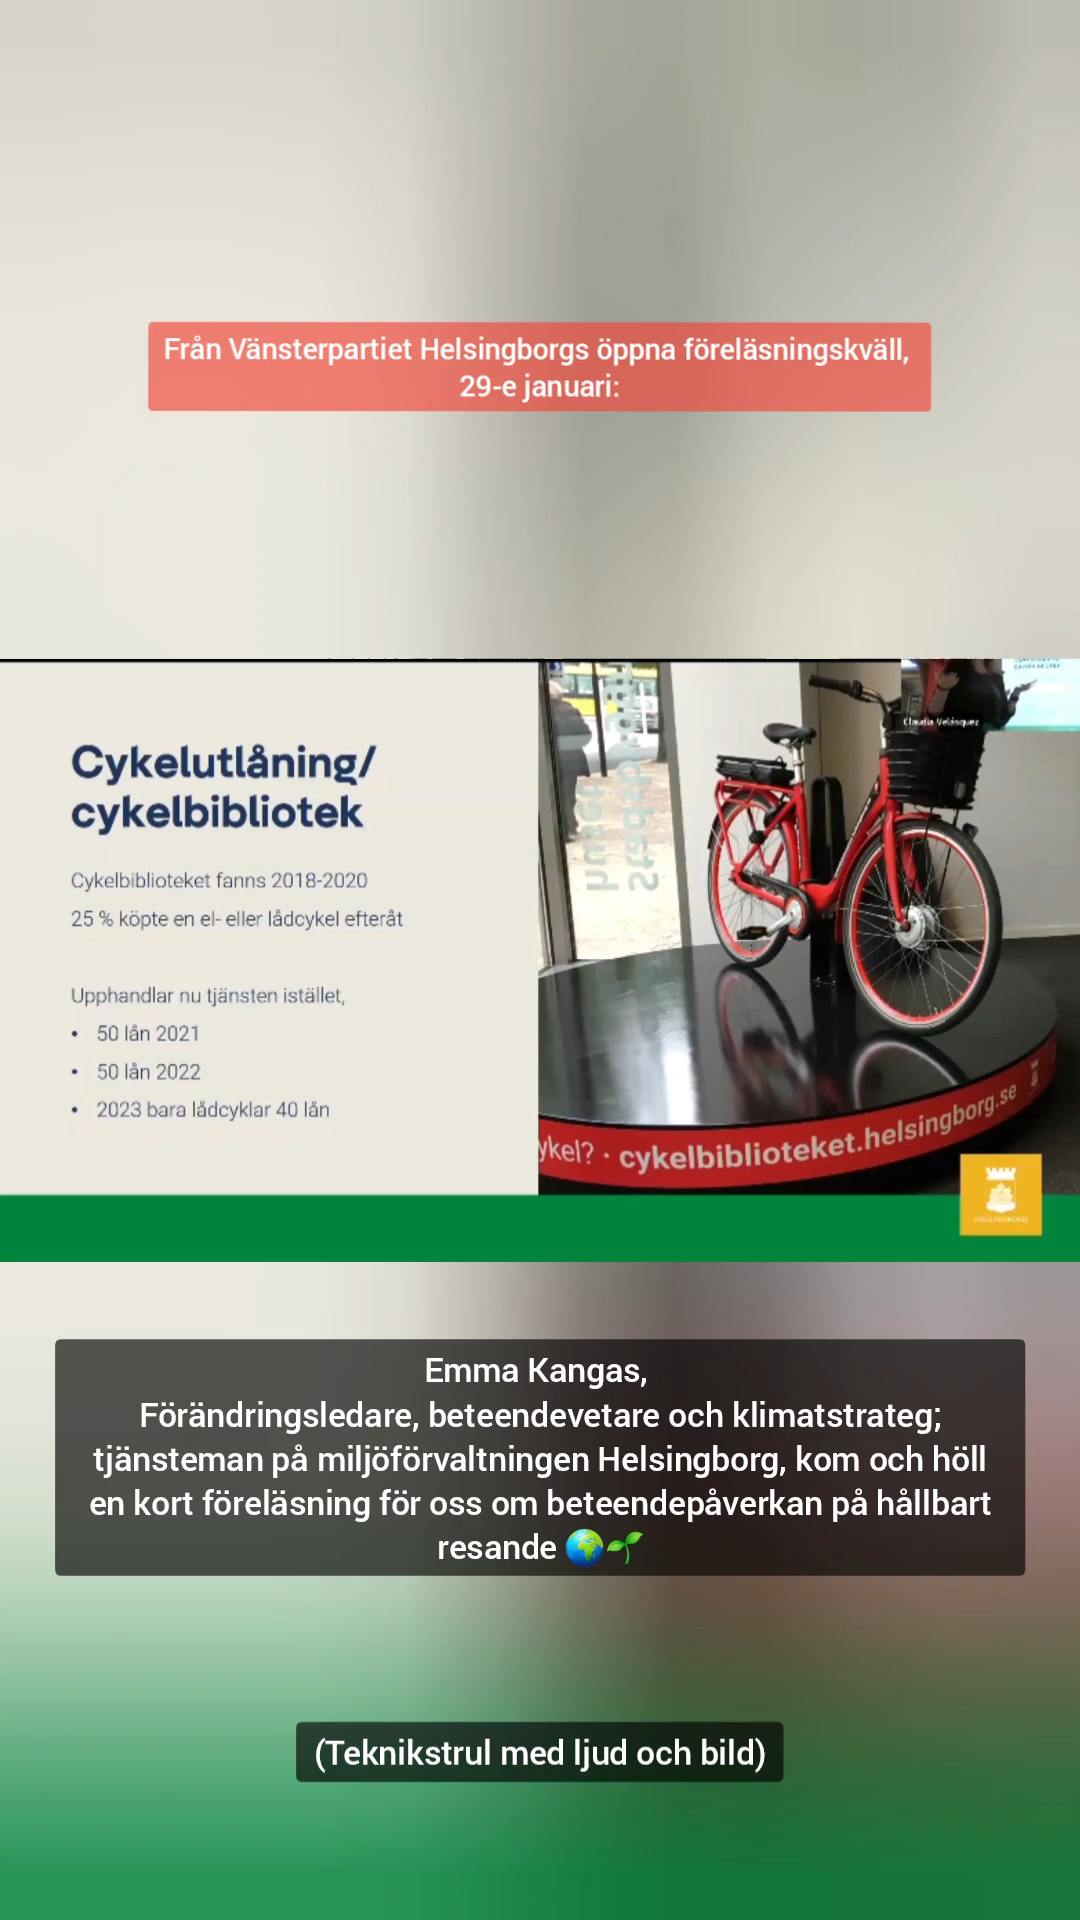 Från Vänsterpartiet Helsingborgs öppna föreläsningskväll,
29-e januari:
Cykelutlåning/
cykelbibliotek
Cykelbiblioteket fanns 2018-2020
25 % köpte en el- eller lådcykel efteråt
Upphandlar nu tjänsten istället,
• 50 lån 2021
• 50 lån 2022
• 2023 bara lådcyklar 40 lån
Claudia Velásquez
Stadsbygg
huset
ykel? · cykelbiblioteket.helsingborg.se
HELSINGBORG
Emma Kangas,
Förändringsledare, beteendevetare och klimatstrateg;
tjänsteman på miljöförvaltningen Helsingborg, kom och höll
en kort föreläsning för oss om beteendepåverkan på hållbart
resande 🌍🌱
(Teknikstrul med ljud och bild)